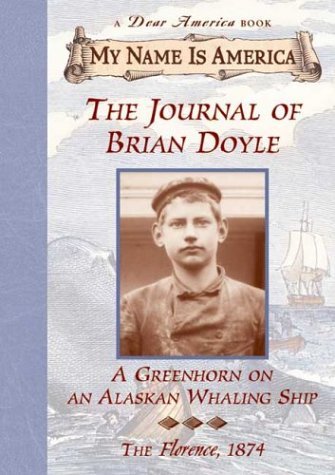 A Dear America BOOK
MY NAME IS AMERICA
THE JOURNAL OF
BRIAN DOYLE
A GREENHORN ON
AN ALASKAN WHALING SHIP
THE Florence, 1874